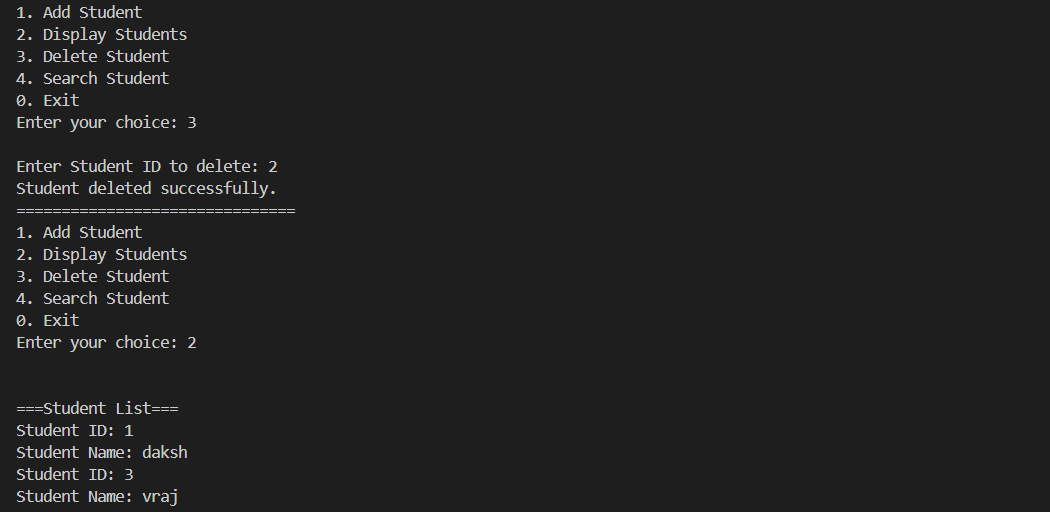 1. Add Student
2. Display Students
3. Delete Student
4. Search Student
0. Exit
Enter your choice: 3
Enter Student ID to delete: 2
Student deleted successfully.
===============================
1. Add Student
2. Display Students
3. Delete Student
4. Search Student
0. Exit
Enter your choice: 2
===Student List===
Student ID: 1
Student Name: daksh
Student ID: 3
Student Name: vraj